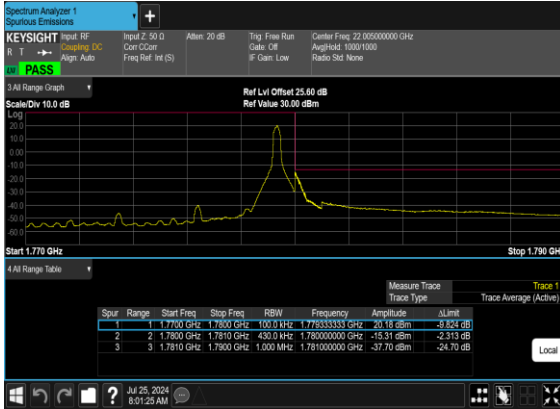 Spectrum Analyzer 1
Spurious Emissions
+
KEYSIGHT Input: RF Input Z: 50 Ω Atten: 20 dB Trig: Free Run Center Freq: 22.005000000 GHz
R T Coupling: DC Corr CCorr Gate: Off Avg|Hold: 1000/1000
Align: Auto Freq Ref: Int (S) IF Gain: Low Radio Std: None
PASS
3 All Range Graph
Ref Lvl Offset 25.60 dB
Scale/Div 10.0 dB Ref Value 30.00 dBm
Log
20.0
10.0
0.00
-10.0
-20.0
-30.0
-40.0
-50.0
-60.0
Start 1.770 GHz Stop 1.790 GH
4 All Range Table
Measure Trace Trace 1
Trace Type Trace Average (Active)
Spur Range Start Freq Stop Freq RBW Frequency Amplitude ΔLimit
1 1 1.7700 GHz 1.7800 GHz 100.0 kHz 1.779333333 GHz 20.18 dBm -9.824 dB
2 2 1.7800 GHz 1.7810 GHz 430.0 kHz 1.780000000 GHz -15.31 dBm -2.313 dB
3 3 1.7810 GHz 1.7900 GHz 1.000 MHz 1.781000000 GHz -37.70 dBm -24.70 dB
Local
? Jul 25, 2024
8:01:25 AM